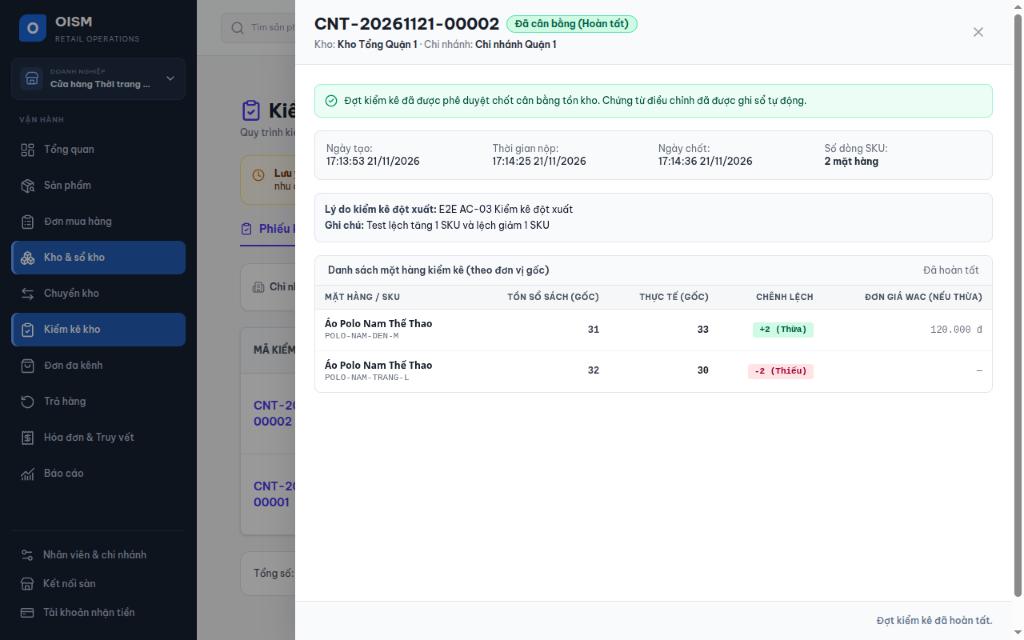 OISM
RETAIL OPERATIONS
DOANH NGHIỆP
Cửa hàng Thời trang ...
VẬN HÀNH
Tổng quan
Sản phẩm
Đơn mua hàng
Kho & sổ kho
Chuyển kho
Kiểm kê kho
Đơn đa kênh
Trả hàng
Hóa đơn & Truy vết
Báo cáo
Nhân viên & chi nhánh
Kết nối sàn
Tài khoản nhận tiền
Tìm sản
Quy trình
Lưu
nhu
Phiếu
MÃ KIỂM
CNT-20
00002
CNT-20
00001
Tổng số:
CNT-20261121-00002
Đã cân bằng (Hoàn tất)
Kho: Kho Tổng Quận 1 · Chi nhánh: Chi nhánh Quận 1
Đợt kiểm kê đã được phê duyệt chốt cân bằng tồn kho. Chứng từ điều chỉnh đã được ghi sổ tự động.
Ngày tạo: Thời gian nộp: Ngày chốt: Số dòng SKU:
17:13:53 21/11/2026 17:14:25 21/11/2026 17:14:36 21/11/2026 2 mặt hàng
Lý do kiểm kê đột xuất: E2E AC-03 Kiểm kê đột xuất
Ghi chú: Test lệch tăng 1 SKU và lệch giảm 1 SKU
Danh sách mặt hàng kiểm kê (theo đơn vị gốc) Đã hoàn tất
MẶT HÀNG / SKU TỒN SỔ SÁCH (GỐC) THỰC TẾ (GỐC) CHÊNH LỆCH ĐƠN GIÁ WAC (NẾU THỪA)
Áo Polo Nam Thể Thao 31 33 +2 (Thừa) 120.000 đ
POLO-NAM-DEN-M
Áo Polo Nam Thể Thao 32 30 -2 (Thiếu) —
POLO-NAM-TRANG-L
Đợt kiểm kê đã hoàn tất.